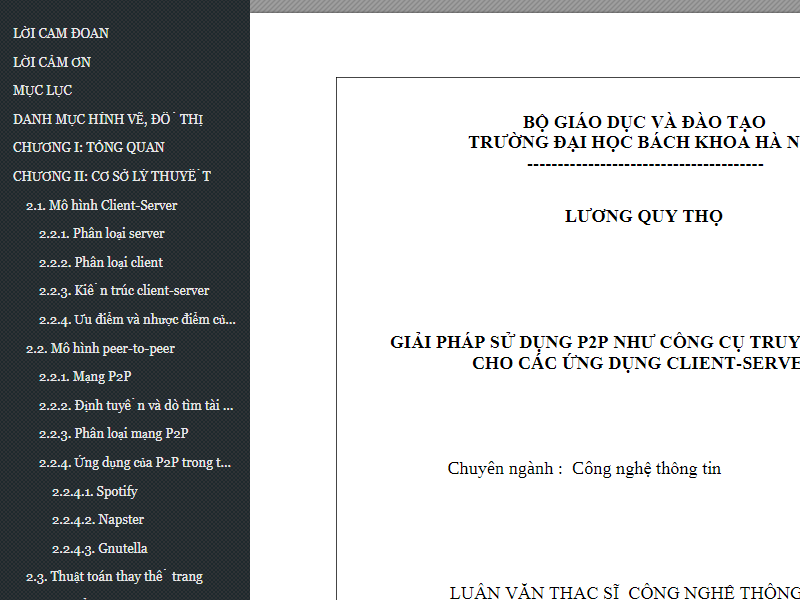 LỜI CAM ĐOAN
LỜI CẢM ƠN
MỤC LỤC
DANH MỤC HÌNH VẼ, ĐỒ THỊ
CHƯƠNG I: TỔNG QUAN
CHƯƠNG II: CƠ SỞ LÝ THUYẾT
2.1. Mô hình Client-Server
2.2.1. Phân loại server
2.2.2. Phân loại client
2.2.3. Kiến trúc client-server
2.2.4. Ưu điểm và nhược điểm củ...
2.2. Mô hình peer-to-peer
2.2.1. Mạng P2P
2.2.2. Định tuyến và dò tìm tài ...
2.2.3. Phân loại mạng P2P
2.2.4. Ứng dụng của P2P trong t...
2.2.4.1. Spotify
2.2.4.2. Napster
2.2.4.3. Gnutella
2.3. Thuật toán thay thế trang
BỘ GIÁO DỤC VÀ ĐÀO TẠO
TRƯỜNG ĐẠI HỌC BÁCH KHOA HÀ N
---------------------------------------
LƯƠNG QUY THỌ
GIẢI PHÁP SỬ DỤNG P2P NHƯ CÔNG CỤ TRUY
CHO CÁC ỨNG DỤNG CLIENT-SERVE
Chuyên ngành : Công nghệ thông tin
LUẬN VĂN THẠC SĨ CÔNG NGHỆ THÔNG